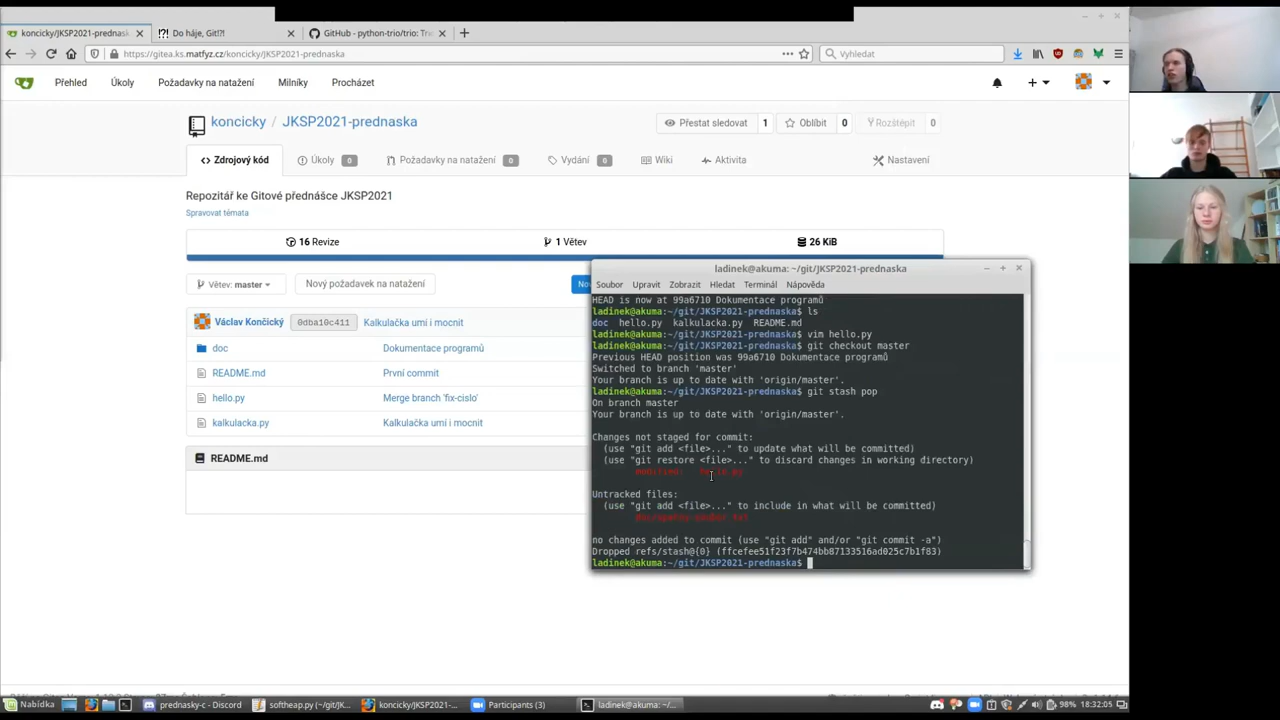 koncicky/JKSP2021-prednask
Do háje, Git!?!
GitHub - python-trio/trio: Tri
https://gitea.ks.matfyz.cz/koncicky/JKSP2021-prednaska
Vyhledat
Přehled
Úkoly
Požadavky na natažení
Milníky
Procházet
koncicky / JKSP2021-prednaska
Přestat sledovat 1
Oblíbit 0
Rozštěpit 0
Zdrojový kód
Úkoly 0
Požadavky na natažení 0
Vydání 0
Wiki
Aktivita
Nastavení
Repozitář ke Gitové přednášce JKSP2021
Spravovat témata
16 Revize
1 Větev
26 KiB
Větev: master
Nový požadavek na natažení
Václav Končický 0dba10c411 Kalkulačka umí i mocnit
doc Dokumentace programů
README.md První commit
hello.py Merge branch 'fix-cislo'
kalkulacka.py Kalkulačka umí i mocnit
README.md
ladinek@akuma: ~/git/JKSP2021-prednaska
Soubor Upravit Zobrazit Hledat Terminál Nápověda
HEAD is now at 99a6710 Dokumentace programů
ladinek@akuma:~/git/JKSP2021-prednaska$ ls
doc hello.py kalkulacka.py README.md
ladinek@akuma:~/git/JKSP2021-prednaska$ vim hello.py
ladinek@akuma:~/git/JKSP2021-prednaska$ git checkout master
Previous HEAD position was 99a6710 Dokumentace programů
Switched to branch 'master'
Your branch is up to date with 'origin/master'.
ladinek@akuma:~/git/JKSP2021-prednaska$ git stash pop
On branch master
Your branch is up to date with 'origin/master'.
Changes not staged for commit:
(use "git add <file>..." to update what will be committed)
(use "git restore <file>..." to discard changes in working directory)
modified: hello.py
Untracked files:
(use "git add <file>..." to include in what will be committed)
no changes added to commit (use "git add" and/or "git commit -a")
Dropped refs/stash@{0} (ffcefee51f23f7b474bb87133516ad025c7b1f83)
ladinek@akuma:~/git/JKSP2021-prednaska$
Nabídka
prednasky-c - Discord
softheap.py (~/git/JK...
koncicky/JKSP2021-...
Participants (3)
ladinek@akuma: ~/...
98%
18:32:05